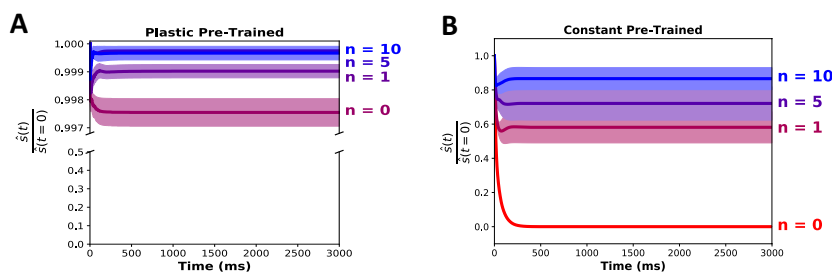 A
Plastic Pre-Trained
1.000
0.999
0.998
0.997
0.5
0.4
0.3
0.2
0.1
0.0
ŝ(t)
ŝ(t = 0)
n = 10
n = 5
n = 1
n = 0
0 500 1000 1500 2000 2500 3000
Time (ms)
B
Constant Pre-Trained
1.0
0.8
0.6
0.4
0.2
0.0
ŝ(t)
ŝ(t = 0)
n = 10
n = 5
n = 1
n = 0
0 500 1000 1500 2000 2500 3000
Time (ms)